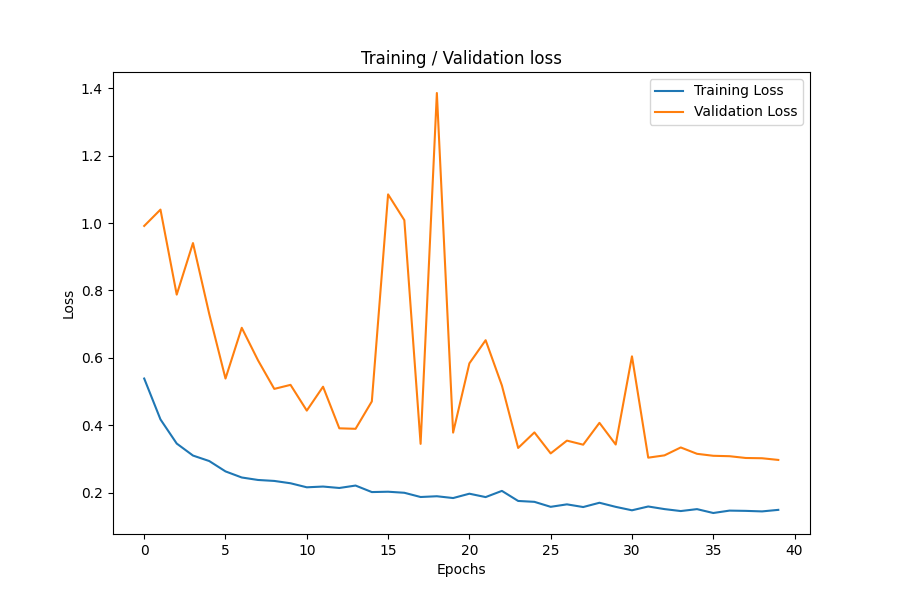 Training / Validation loss
Training Loss
Validation Loss
1.4
1.2
1.0
0.8
0.6
0.4
0.2
Loss
0 5 10 15 20 25 30 35 40
Epochs